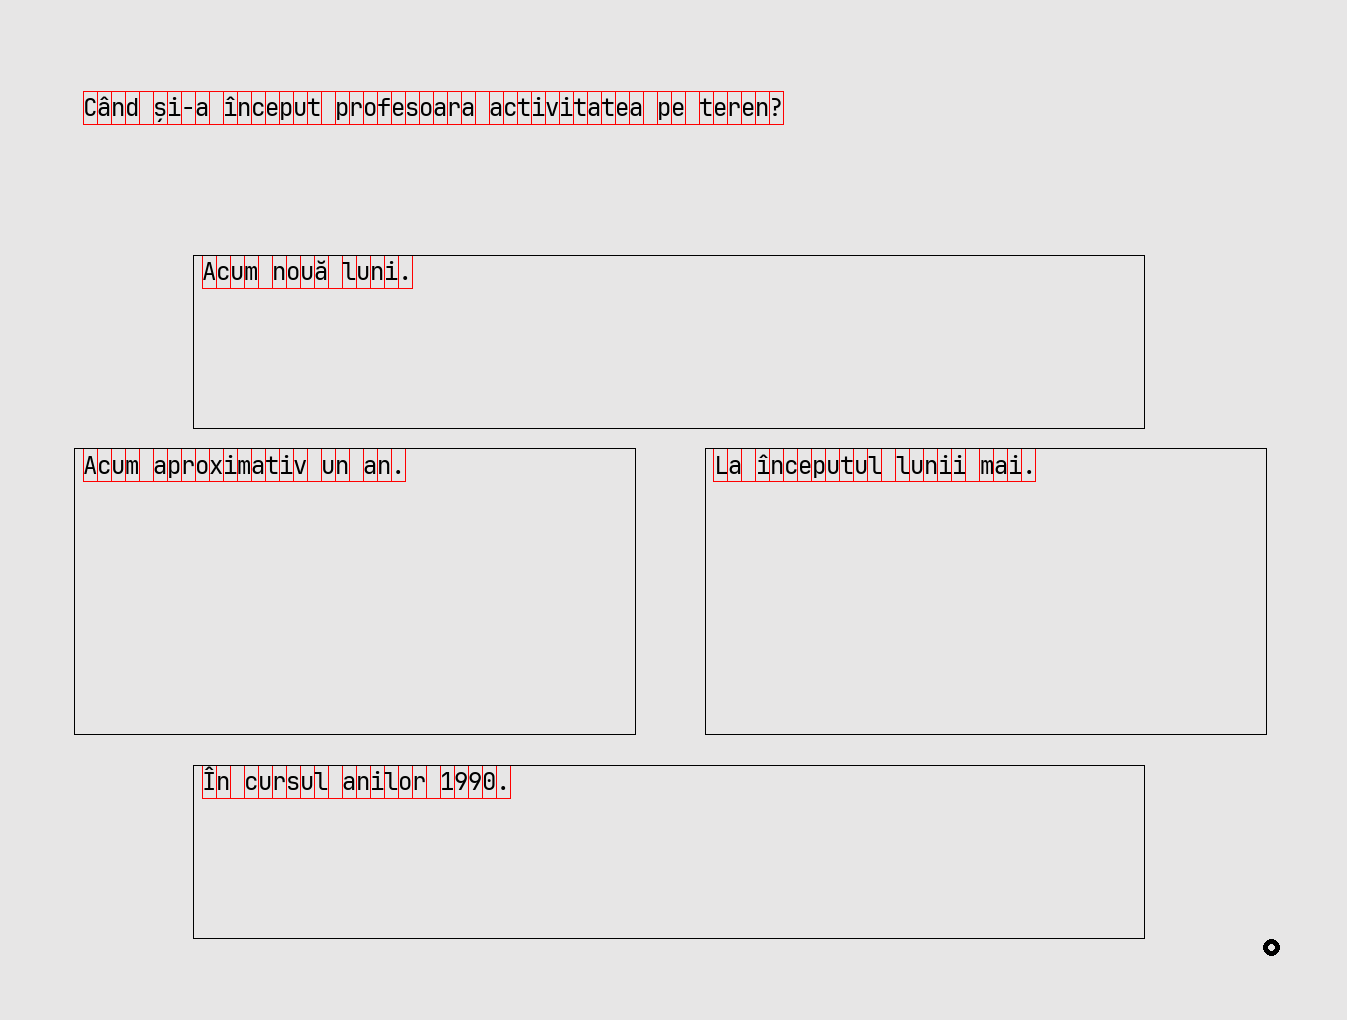 Când și-a început profesoara activitatea pe teren?
Acum nouă luni.
Acum aproximativ un an.
La începutul lunii mai.
În cursul anilor 1990.